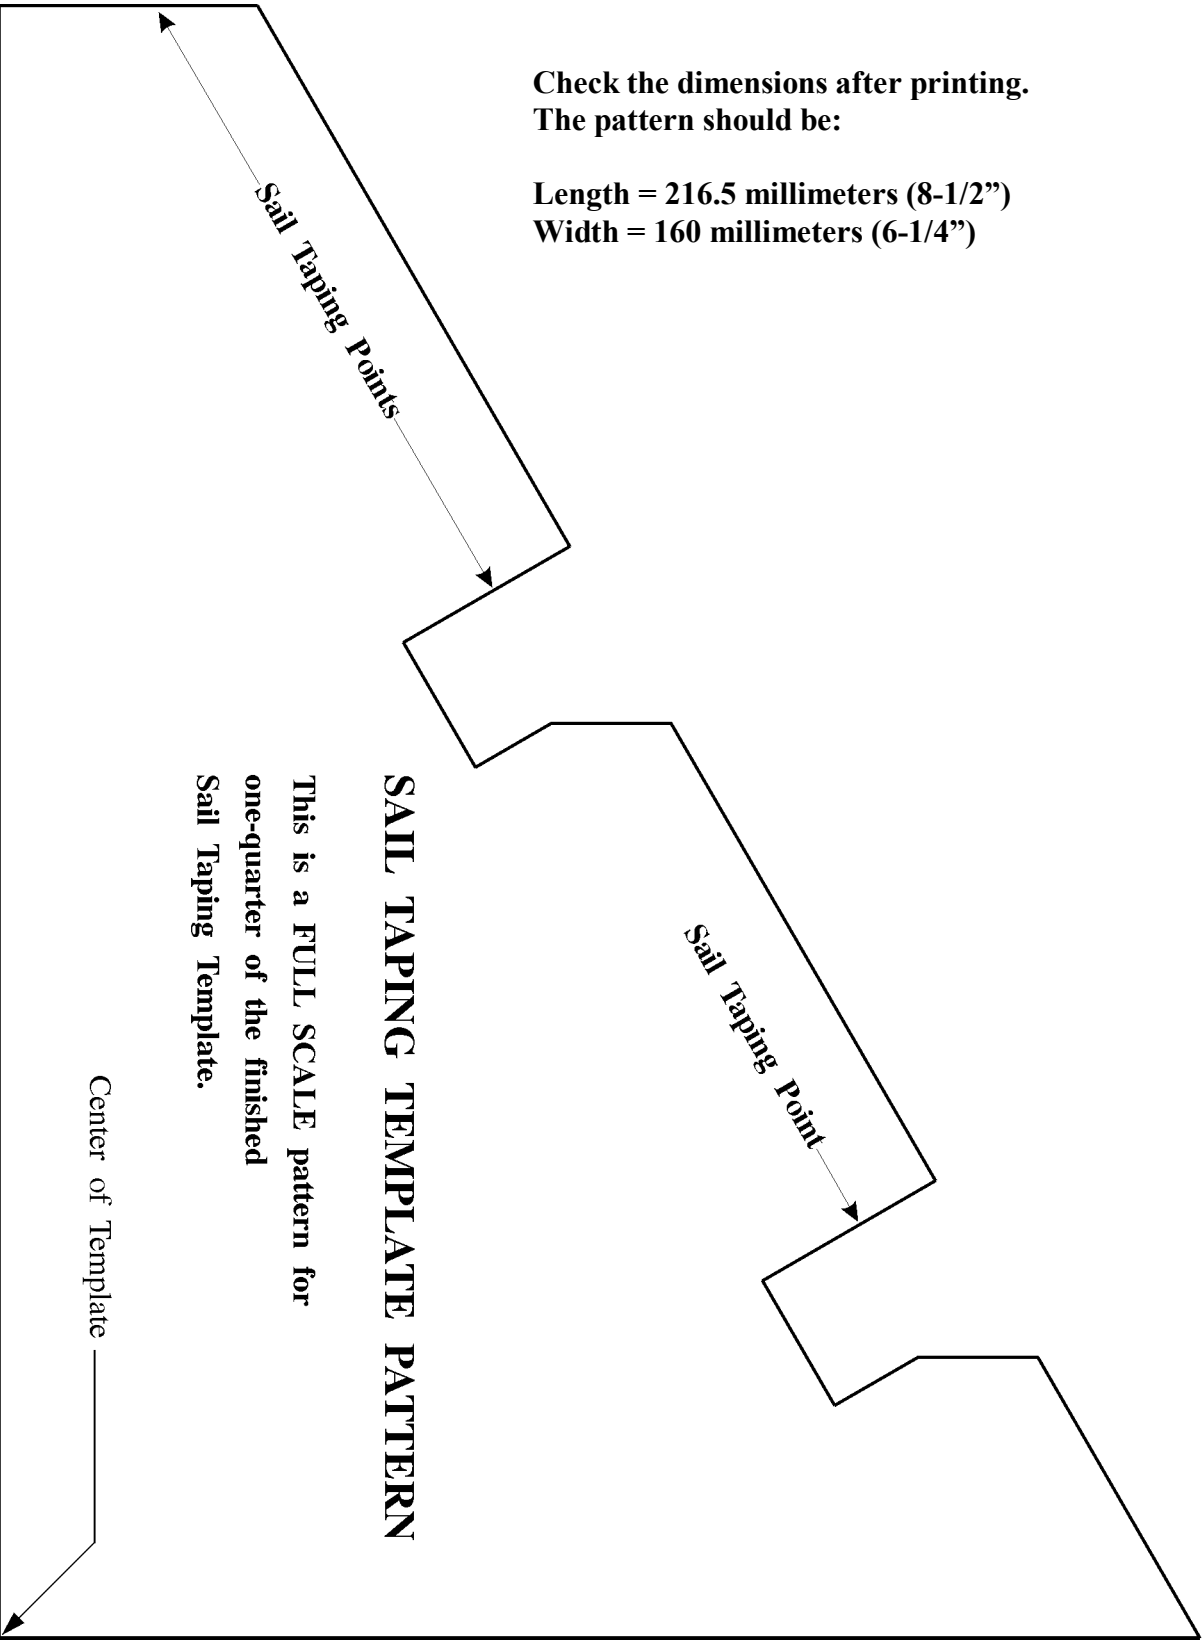 Check the dimensions after printing.
The pattern should be:
Length = 216.5 millimeters (8-1/2”)
Width = 160 millimeters (6-1/4”)
Sail Taping Points
Sail Taping Point
SAIL TAPING TEMPLATE PATTERN
This is a FULL SCALE pattern for
one-quarter of the finished
Sail Taping Template.
Center of Template